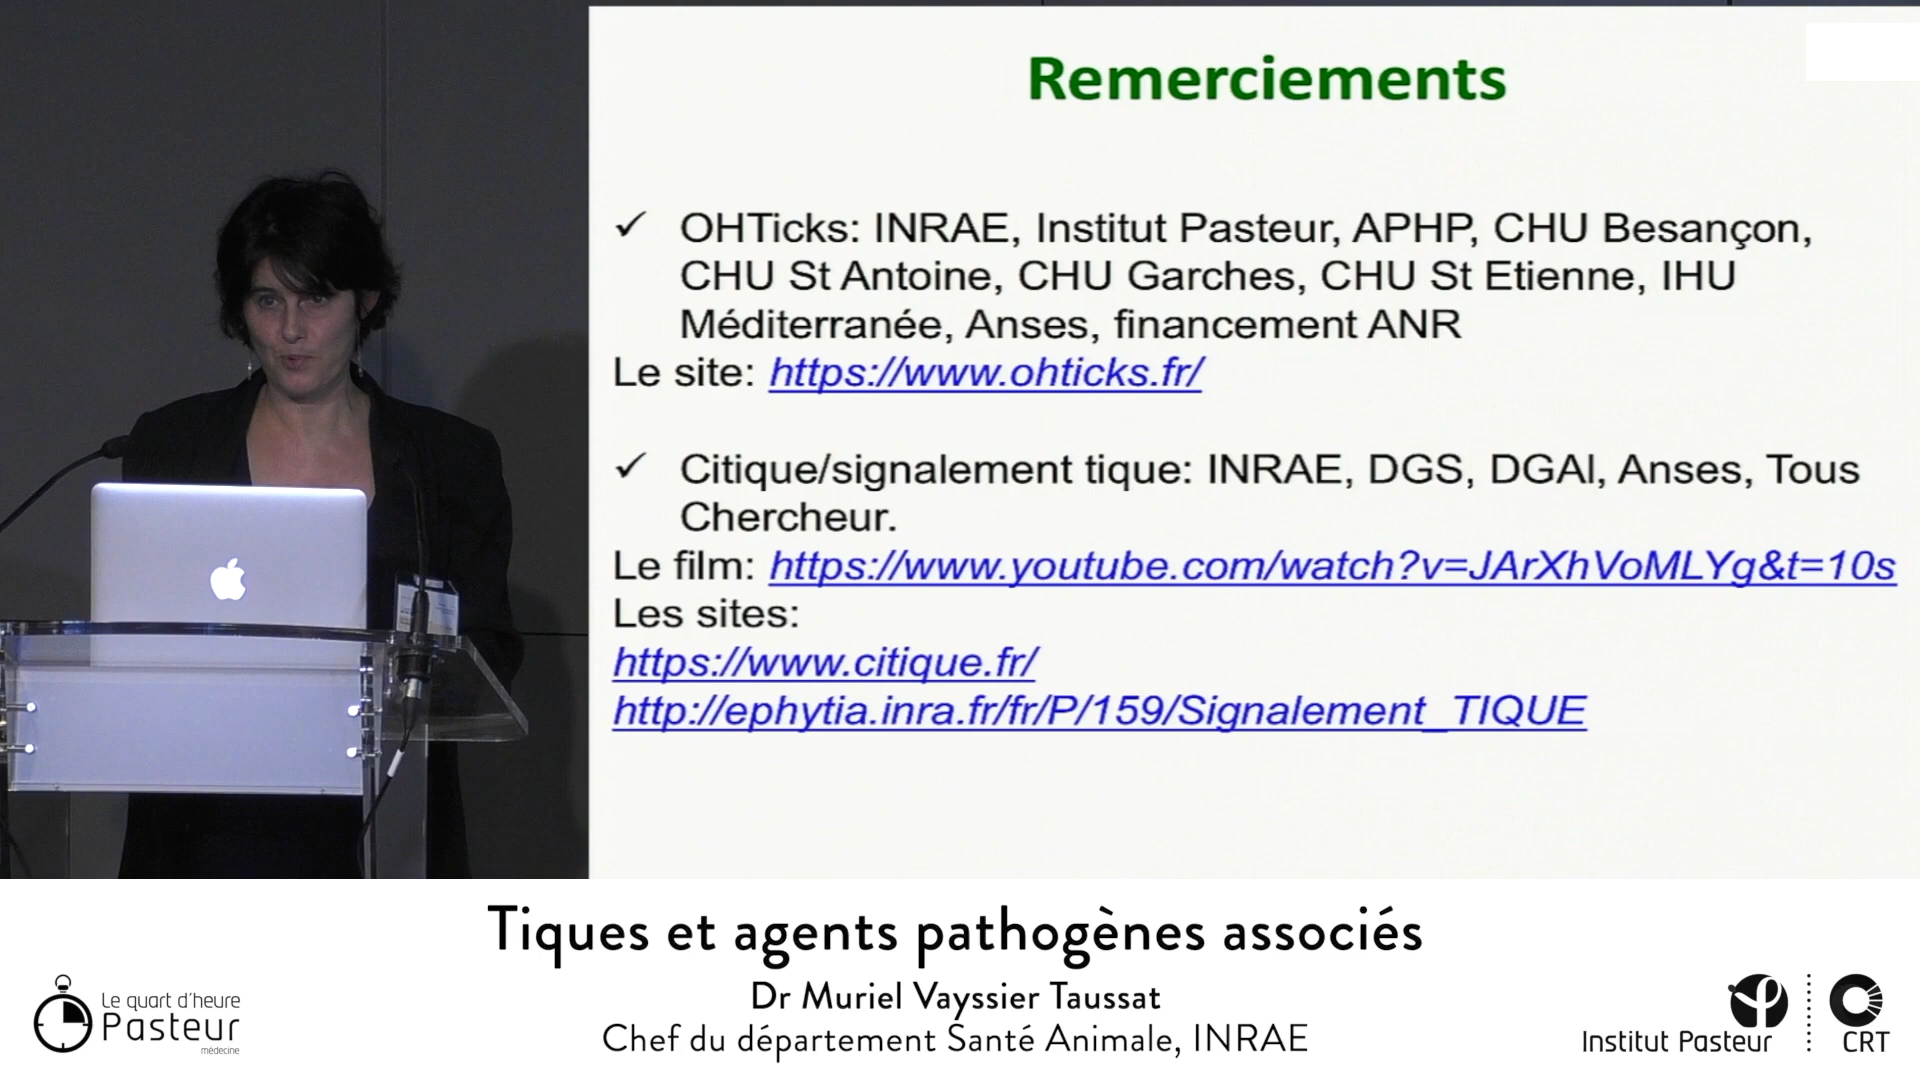 Remerciements
✓ OHTicks: INRAE, Institut Pasteur, APHP, CHU Besançon,
CHU St Antoine, CHU Garches, CHU St Etienne, IHU
Méditerranée, Anses, financement ANR
Le site: https://www.ohticks.fr/
✓ Citique/signalement tique: INRAE, DGS, DGAl, Anses, Tous
Chercheur.
Le film: https://www.youtube.com/watch?v=JArXhVoMLYg&t=10s
Les sites:
https://www.citique.fr/
http://ephytia.inra.fr/fr/P/159/Signalement_TIQUE
Tiques et agents pathogènes associés
Dr Muriel Vayssier Taussat
Chef du département Santé Animale, INRAE
Le quart d'heure
Pasteur
médecine
Institut Pasteur
CRT